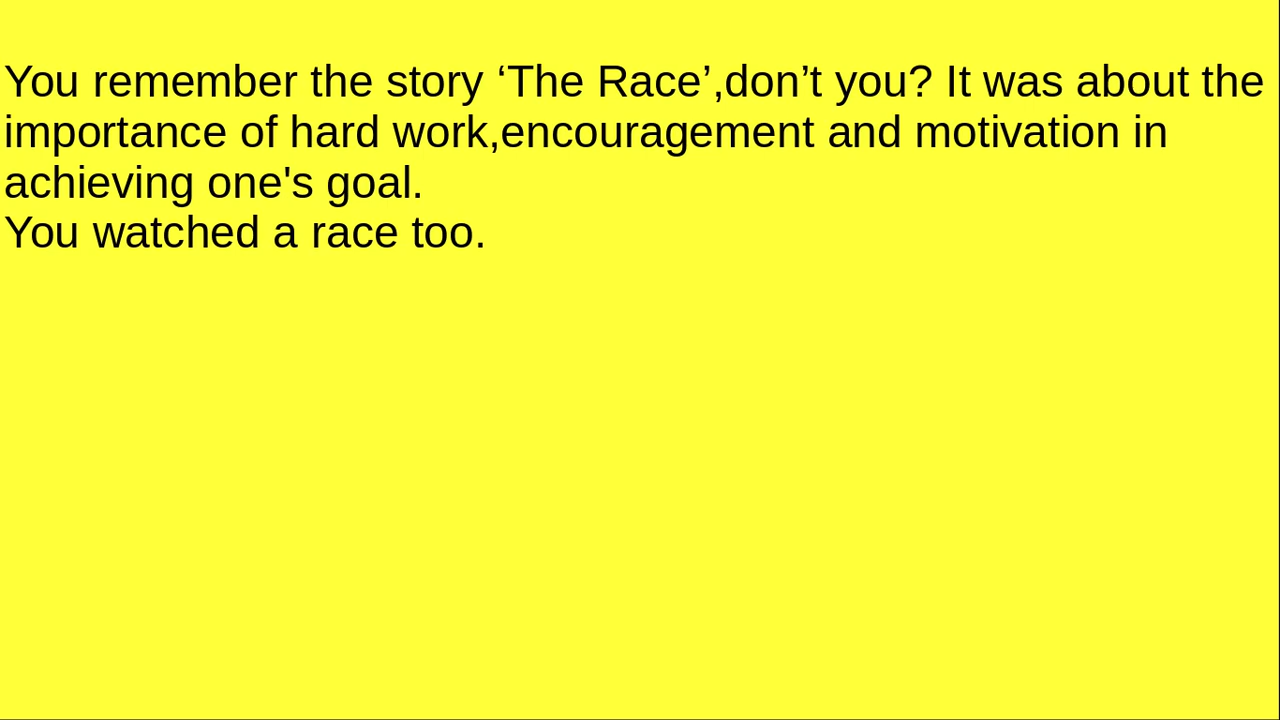 You remember the story ‘The Race’,don’t you? It was about the
importance of hard work,encouragement and motivation in
achieving one's goal.
You watched a race too.